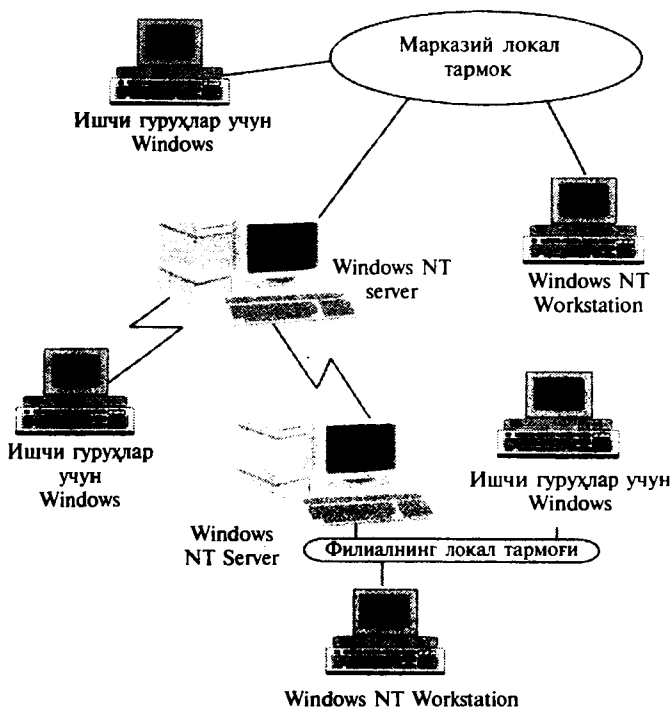 Марказий локал
тармок
Ишчи гуруҳлар учун
Windows
Windows NT
server
Windows NT
Workstation
Ишчи гуруҳлар
учун
Windows
Ишчи гуруҳлар учун
Windows
Windows
NT Server
Филиалнинг локал тармоғи
Windows NT Workstation